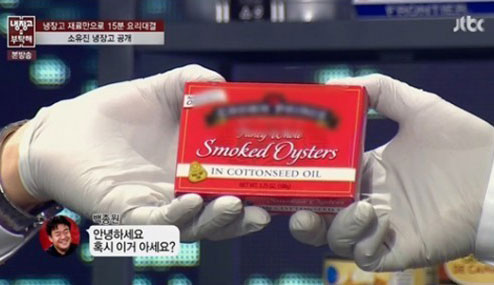 냉장고를
부탁해
본방송
냉장고 재료만으로 15분 요리대결
소유진 냉장고 공개
FRONTIER
jtbc
Fancy Whole
Smoked Oysters
IN COTTONSEED OIL
백종원
안녕하세요
혹시 이거 아세요?